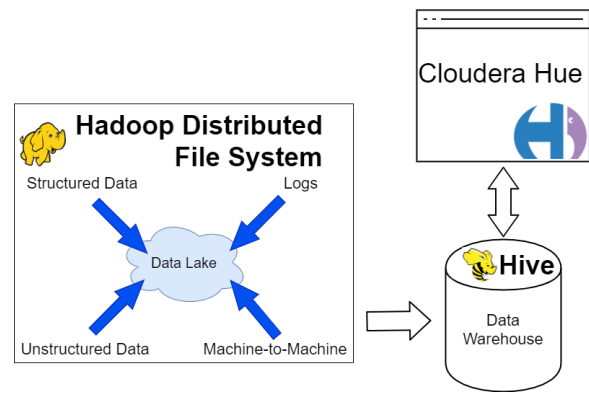 Cloudera Hue
Hadoop Distributed
File System
Structured Data
Logs
Data Lake
Unstructured Data
Machine-to-Machine
Hive
Data
Warehouse